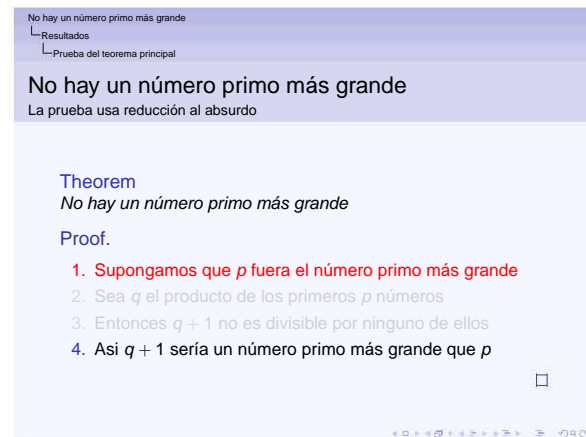 No hay un número primo más grande
Resultados
Prueba del teorema principal
No hay un número primo más grande
La prueba usa reducción al absurdo
Theorem
No hay un número primo más grande
Proof.
1. Supongamos que p fuera el número primo más grande
2. Sea q el producto de los primeros p números
3. Entonces q + 1 no es divisible por ninguno de ellos
4. Asi q + 1 sería un número primo más grande que p